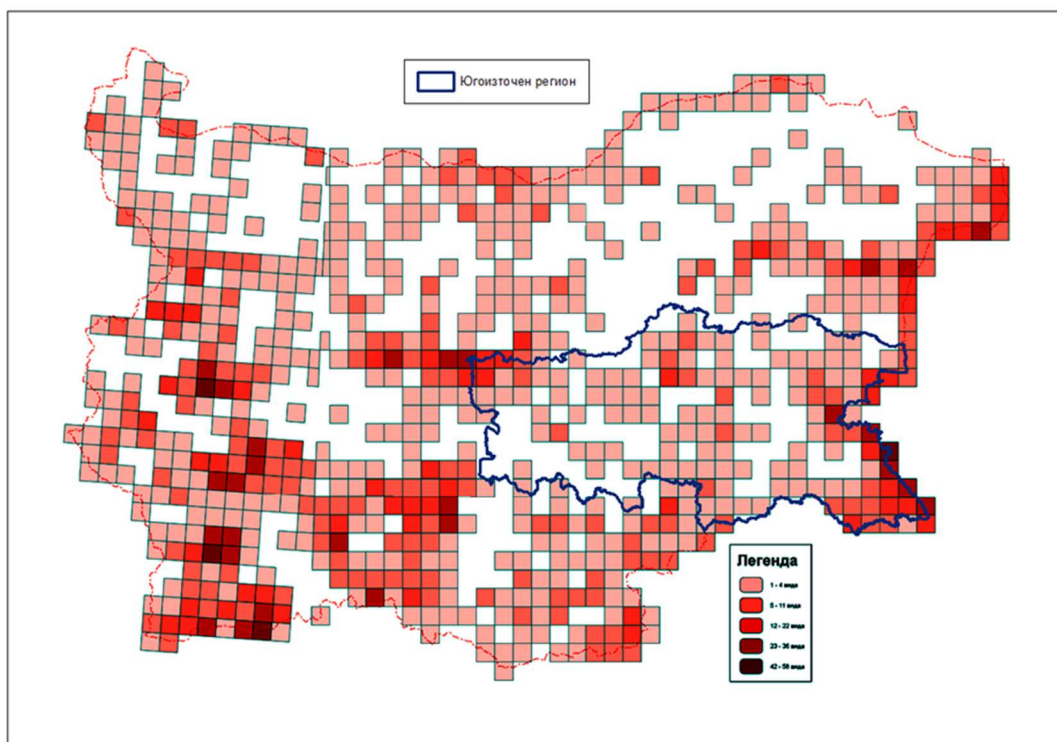 Югоизточен регион
Легенда
1 - 4 вида
5 - 11 вида
12 - 22 вида
23 - 36 вида
42 - 58 вида